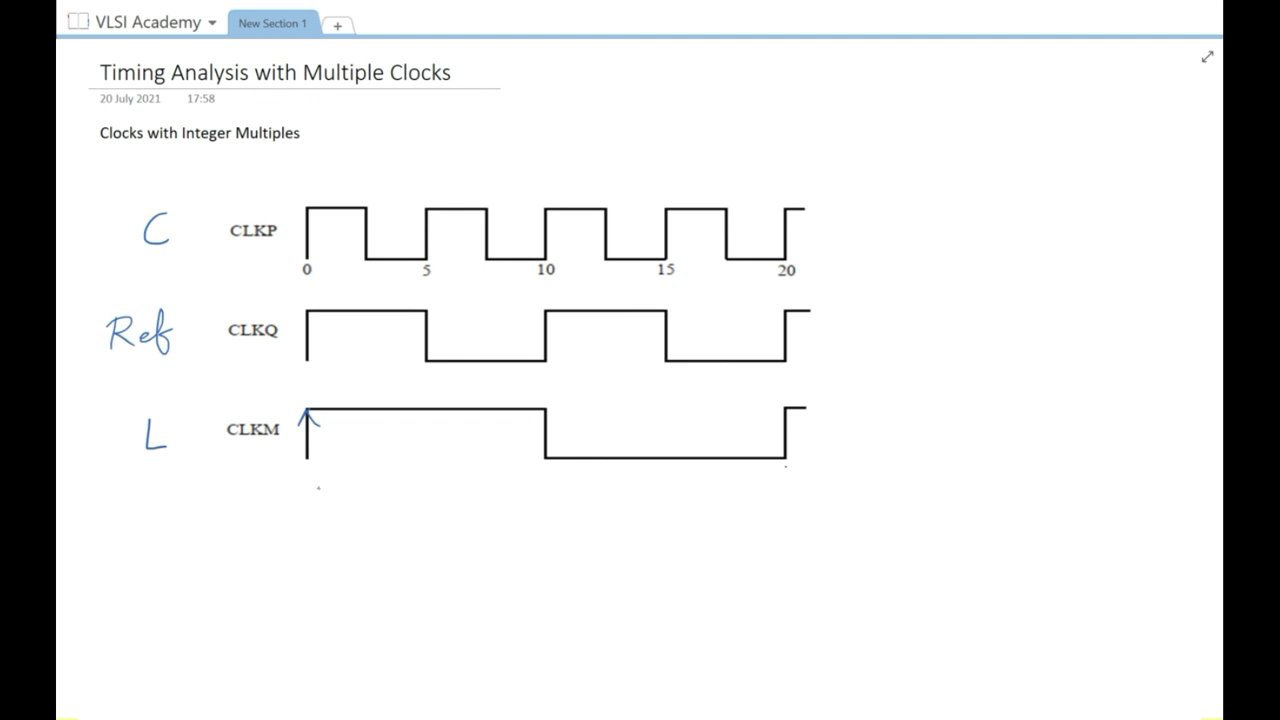 VLSI Academy New Section 1 +
Timing Analysis with Multiple Clocks
20 July 2021 17:58
Clocks with Integer Multiples
C CLKP
0 5 10 15 20
Ref CLKQ
L CLKM